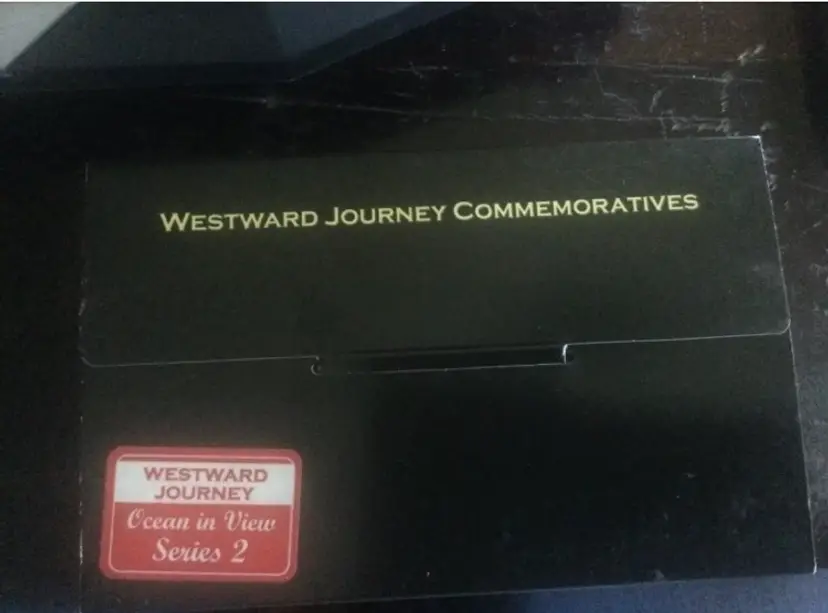 WESTWARD JOURNEY COMMEMORATIVES
WESTWARD
JOURNEY
Ocean in View
Series 2